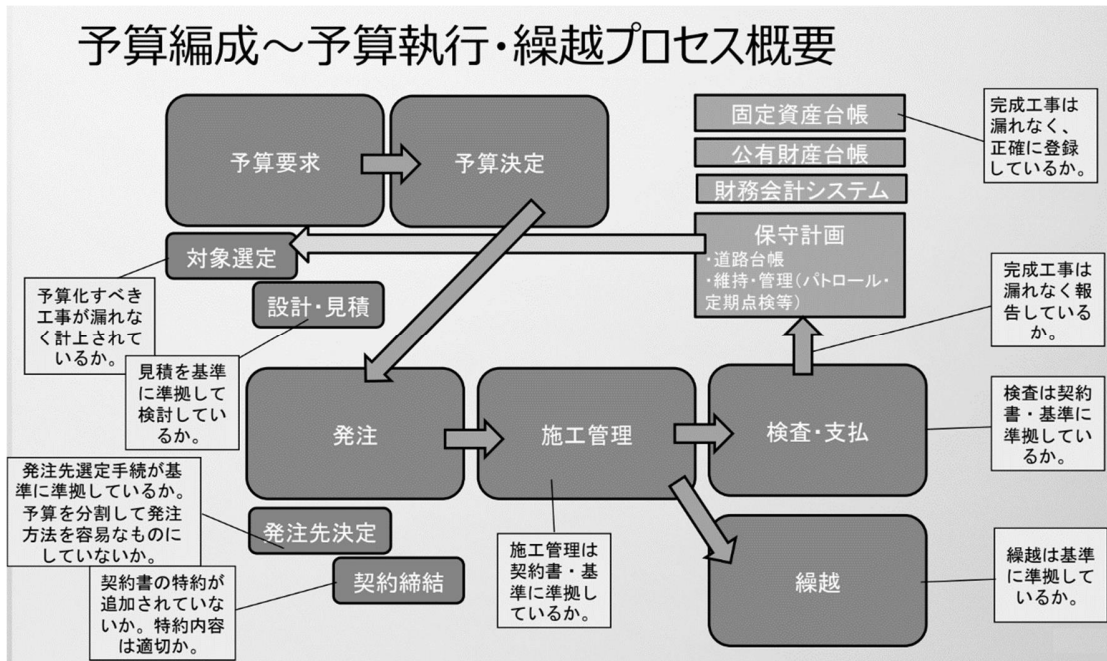 予算編成～予算執行・繰越プロセス概要
予算要求
予算決定
固定資産台帳
公有財産台帳
財務会計システム
保守計画
・道路台帳
・維持・管理(パトロール・
定期点検等)
完成工事は
漏れなく、
正確に登録
しているか。
対象選定
設計・見積
予算化すべき
工事が漏れな
く計上されて
いるか。
見積を基準
に準拠して
検討してい
るか。
完成工事は
漏れなく報
告している
か。
発注
施工管理
検査・支払
検査は契約
書・基準に
準拠してい
るか。
発注先選定手続が基
準に準拠しているか。
予算を分割して発注
方法を容易なものに
していないか。
発注先決定
契約締結
契約書の特約が
追加されていな
いか。特約内容
は適切か。
施工管理は
契約書・基
準に準拠し
ているか。
繰越
繰越は基準
に準拠して
いるか。